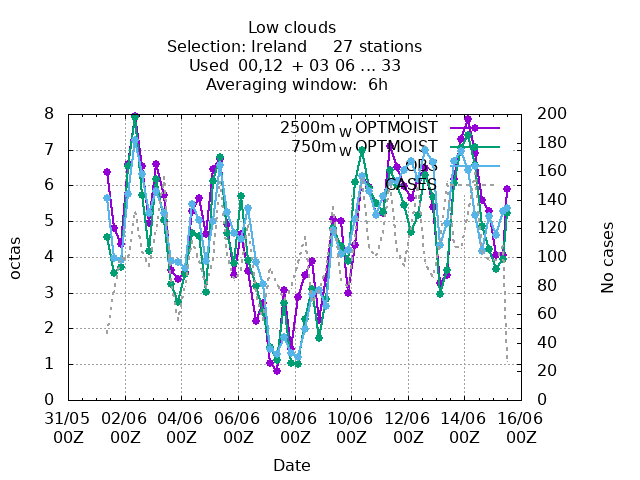 Low clouds
Selection: Ireland 27 stations
Used 00,12 + 03 06 ... 33
Averaging window: 6h
2500m W OPTMOIST
750m W OPTMOIST
OBS
CASES
octas
8
7
6
5
4
3
2
1
0
No cases
200
180
160
140
120
100
80
60
40
20
0
31/05 02/06 04/06 06/06 08/06 10/06 12/06 14/06 16/06
00Z 00Z 00Z 00Z 00Z 00Z 00Z 00Z 00Z
Date